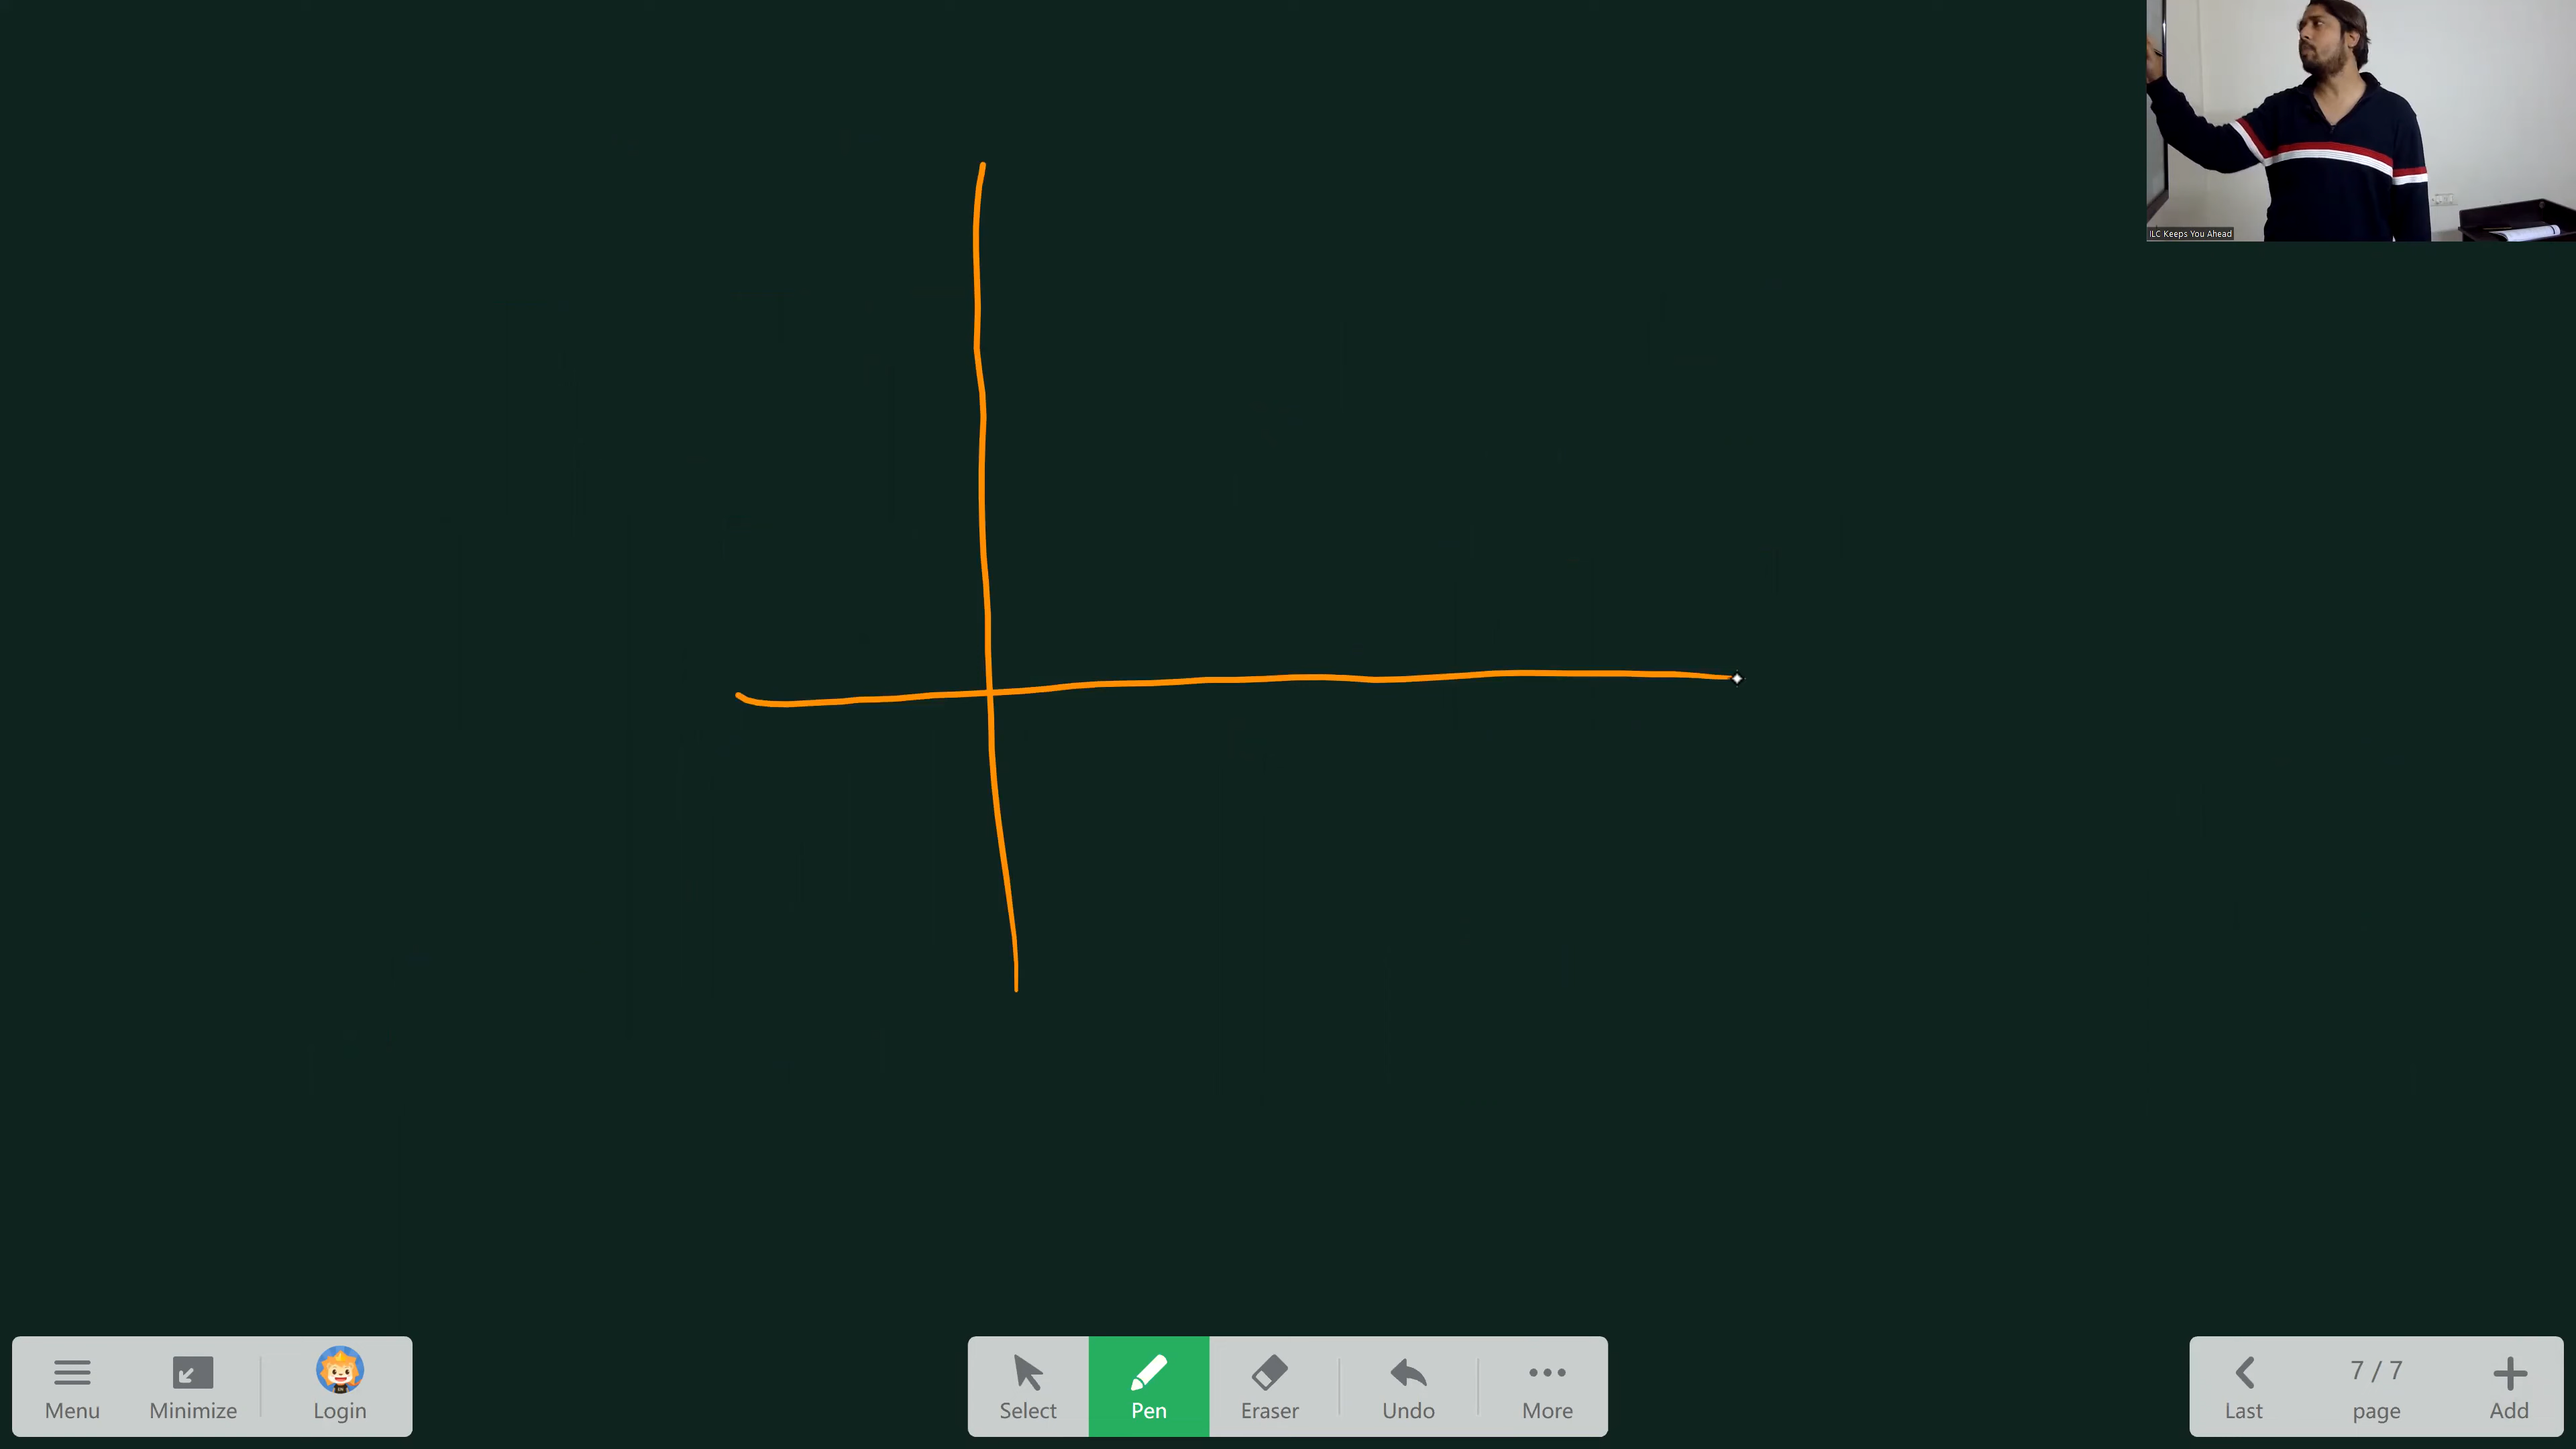 ILC Keeps You Ahead
Menu
Minimize
Login
Select
Pen
Eraser
Undo
More
Last
7 / 7
page
Add